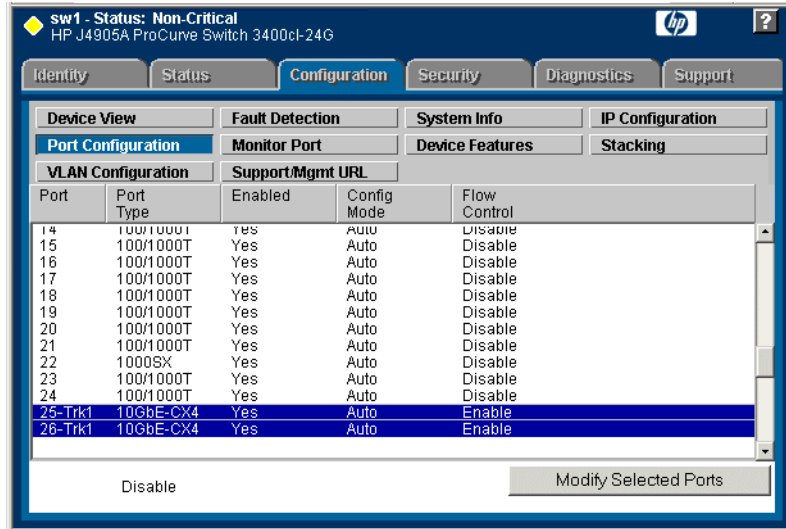 sw1 - Status: Non-Critical
HP J4905A ProCurve Switch 3400cl-24G
hp
?
Identity Status Configuration Security Diagnostics Support
Device View Fault Detection System Info IP Configuration
Port Configuration Monitor Port Device Features Stacking
VLAN Configuration Support/Mgmt URL
Port Port Type Enabled Config Mode Flow Control
14 100/1000T Yes Auto Disable
15 100/1000T Yes Auto Disable
16 100/1000T Yes Auto Disable
17 100/1000T Yes Auto Disable
18 100/1000T Yes Auto Disable
19 100/1000T Yes Auto Disable
20 100/1000T Yes Auto Disable
21 100/1000T Yes Auto Disable
22 1000SX Yes Auto Disable
23 100/1000T Yes Auto Disable
24 100/1000T Yes Auto Disable
25-Trk1 10GbE-CX4 Yes Auto Enable
26-Trk1 10GbE-CX4 Yes Auto Enable
Disable
Modify Selected Ports